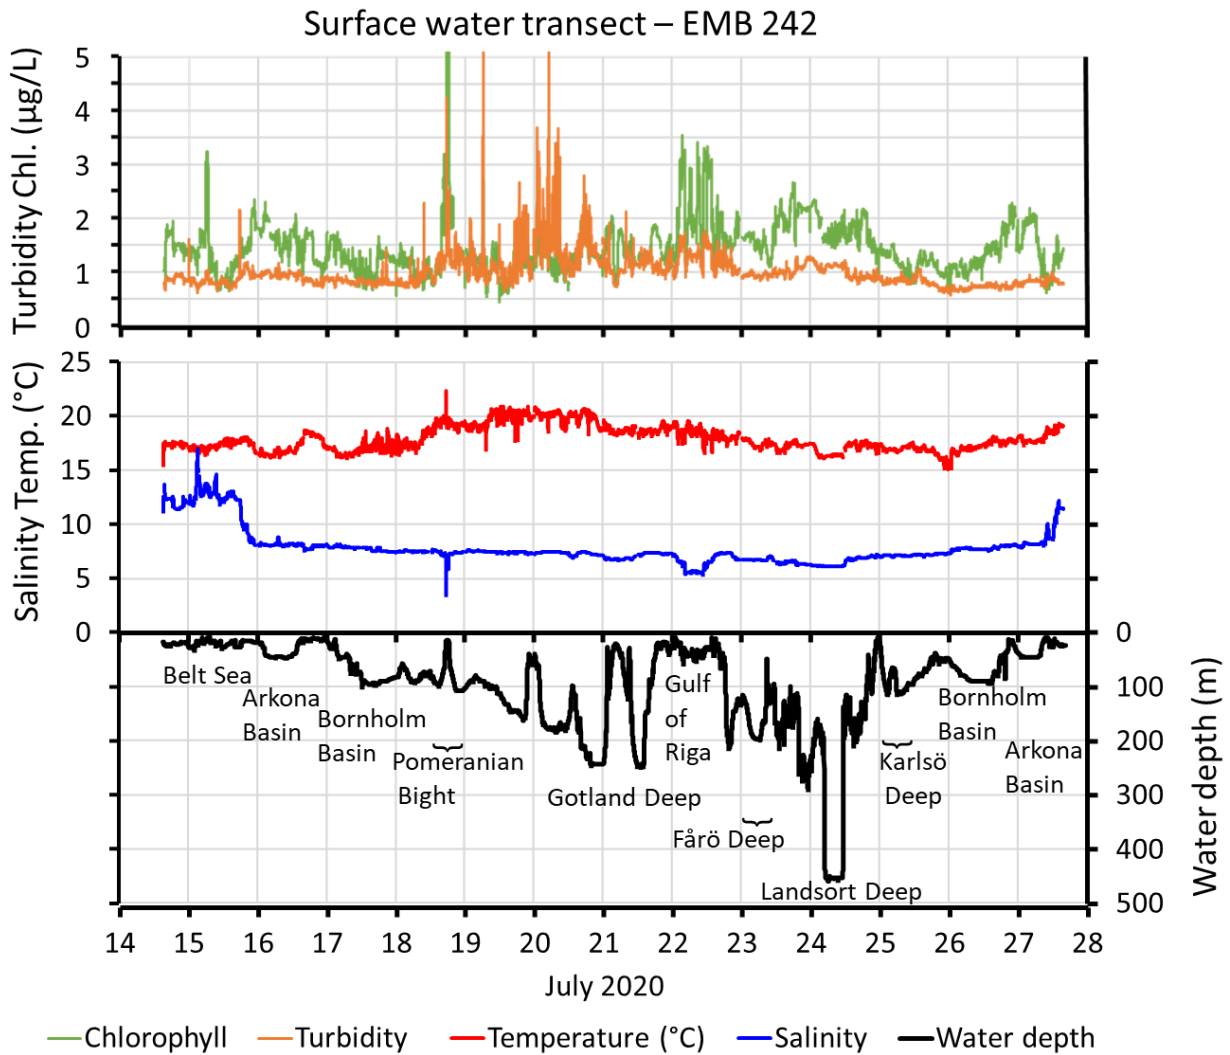 Surface water transect – EMB 242
Turbidity Chl. (µg/L)
5
4
3
2
1
0
Salinity Temp. (°C)
25
20
15
10
5
0
0
100
200
300
400
500
Water depth (m)
Belt Sea
Arkona
Basin
Bornholm
Basin
Pomeranian
Bight
Gotland Deep
Gulf
of
Riga
Fårö Deep
Landsort Deep
Karlsö
Deep
Bornholm
Basin
Arkona
Basin
14 15 16 17 18 19 20 21 22 23 24 25 26 27 28
July 2020
Chlorophyll Turbidity Temperature (°C) Salinity Water depth